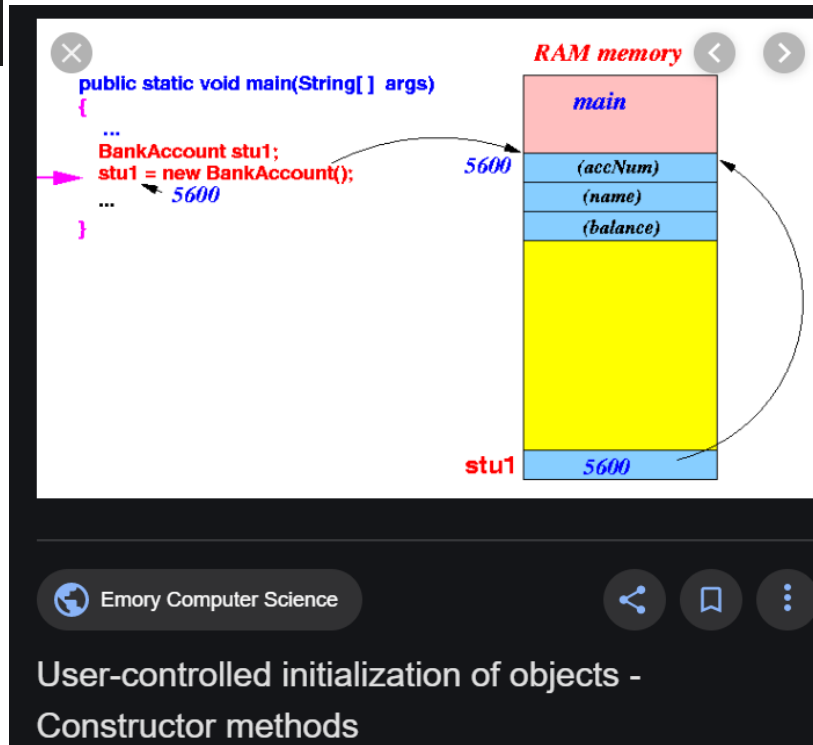 RAM memory
public static void main(String[ ] args)
{
...
BankAccount stu1;
stu1 = new BankAccount();
5600
...
}
main
5600
(accNum)
(name)
(balance)
stu1
5600
Emory Computer Science
User-controlled initialization of objects -
Constructor methods